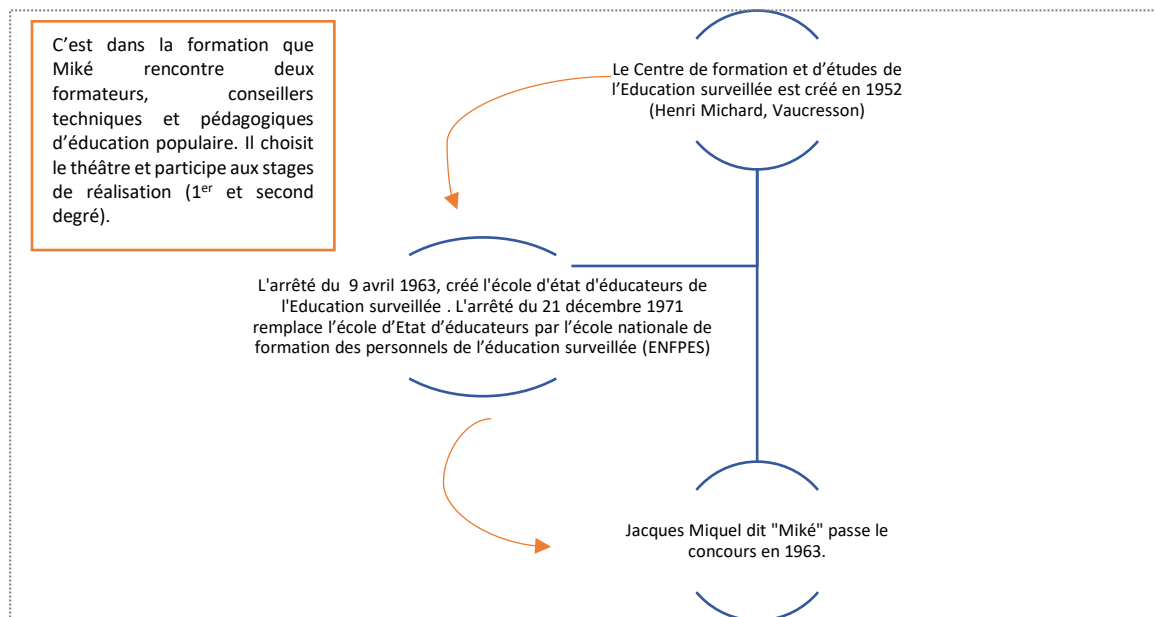 C’est dans la formation que
Miké rencontre deux
formateurs, conseillers
techniques et pédagogiques
d’éducation populaire. Il choisit
le théâtre et participe aux stages
de réalisation (1er et second
degré).
Le Centre de formation et d’études de
l’Education surveillée est créé en 1952
(Henri Michard, Vaucresson)
L'arrêté du 9 avril 1963, créé l'école d'état d'éducateurs de
l'Education surveillée . L'arrêté du 21 décembre 1971
remplace l’école d’Etat d’éducateurs par l’école nationale de
formation des personnels de l’éducation surveillée (ENFPES)
Jacques Miquel dit "Miké" passe le
concours en 1963.